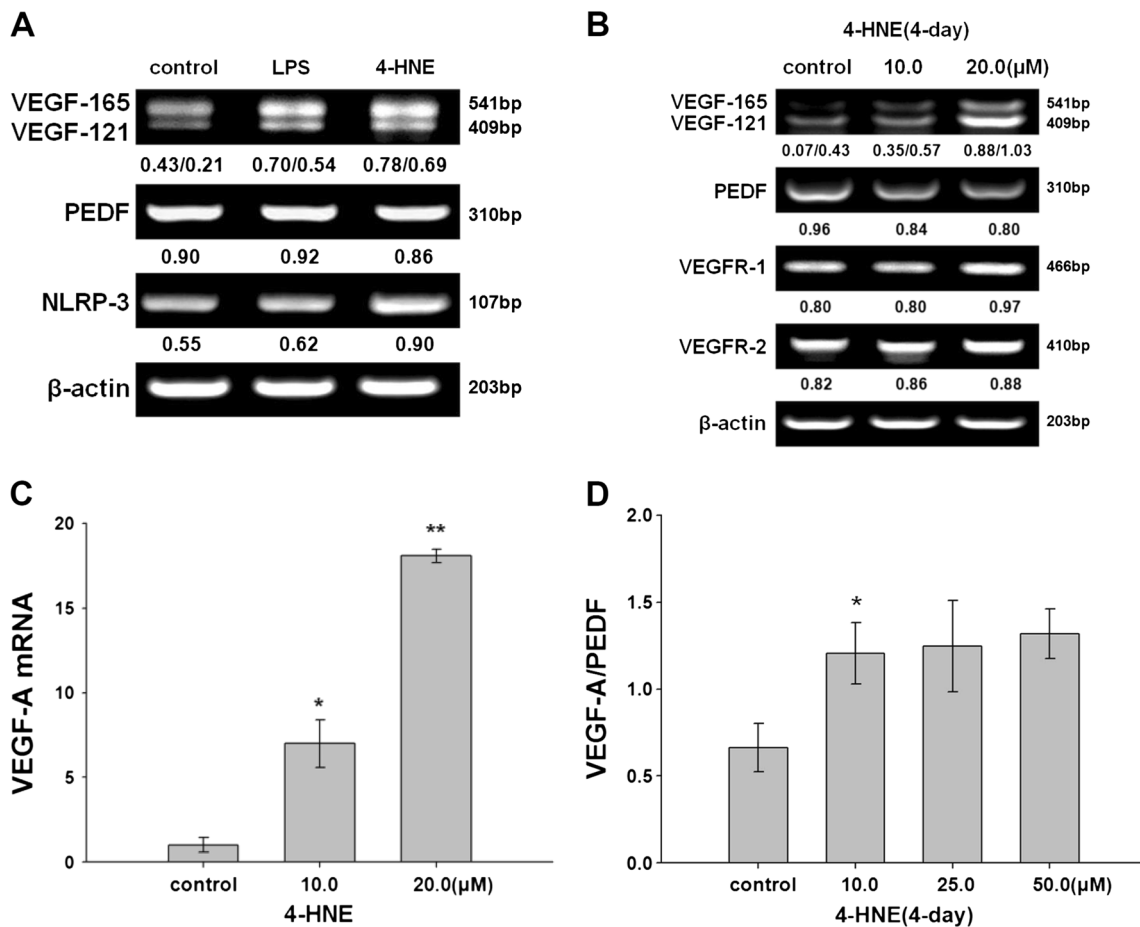 A
control LPS 4-HNE
VEGF-165 541bp
VEGF-121 409bp
0.43/0.21 0.70/0.54 0.78/0.69
PEDF 310bp
0.90 0.92 0.86
NLRP-3 107bp
0.55 0.62 0.90
β-actin 203bp
B
4-HNE(4-day)
control 10.0 20.0(μM)
VEGF-165 541bp
VEGF-121 409bp
0.07/0.43 0.35/0.57 0.88/1.03
PEDF 310bp
0.96 0.84 0.80
VEGFR-1 466bp
0.80 0.80 0.97
VEGFR-2 410bp
0.82 0.86 0.88
β-actin 203bp
C
VEGF-A mRNA
20
15
10
5
0
*
**
control 10.0 20.0(μM)
4-HNE
D
VEGF-A/PEDF
2.0
1.5
1.0
0.5
0.0
*
control 10.0 25.0 50.0(μM)
4-HNE(4-day)